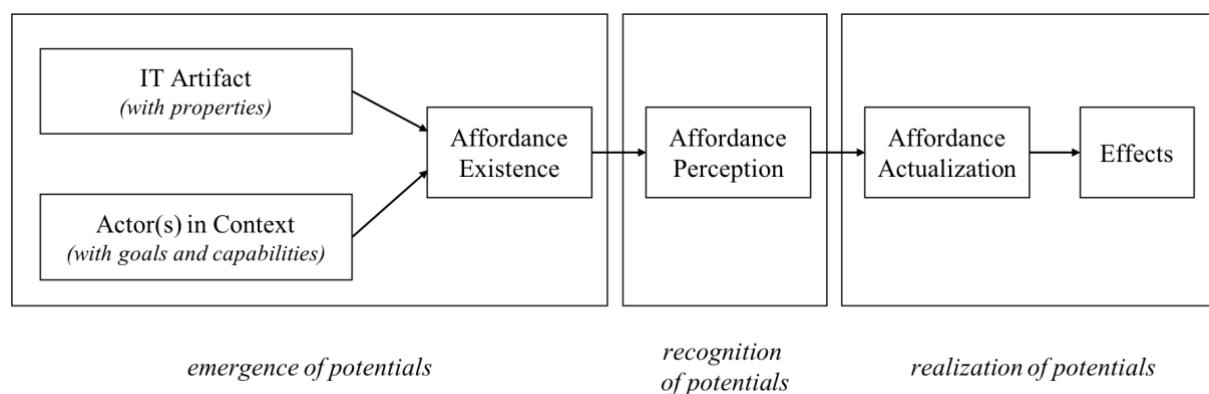 IT Artifact
(with properties)
Actor(s) in Context
(with goals and capabilities)
Affordance
Existence
Affordance
Perception
Affordance
Actualization
Effects
emergence of potentials
recognition
of potentials
realization of potentials